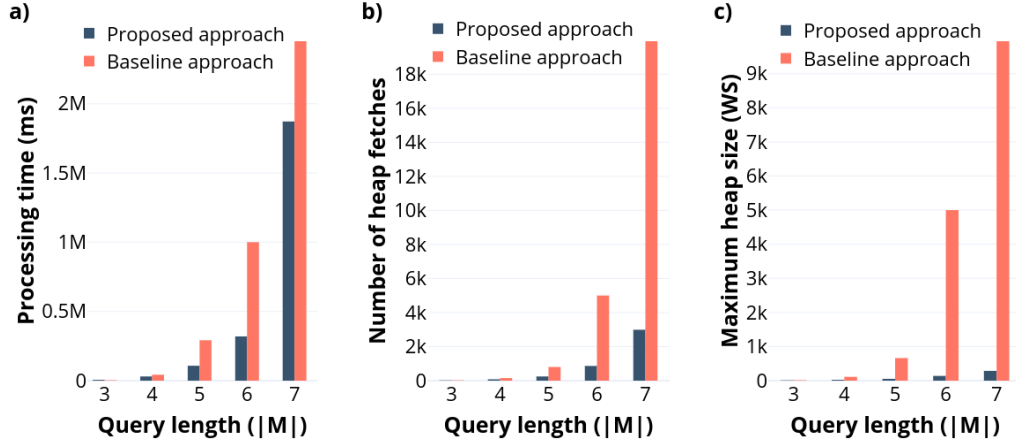 a)
Proposed approach
Baseline approach
Processing time (ms)
2M
1.5M
1M
0.5M
0
3 4 5 6 7
Query length (|M|)
b)
Proposed approach
Baseline approach
Number of heap fetches
18k
16k
14k
12k
10k
8k
6k
4k
2k
0
3 4 5 6 7
Query length (|M|)
c)
Proposed approach
Baseline approach
Maximum heap size (WS)
9k
8k
7k
6k
5k
4k
3k
2k
1k
0
3 4 5 6 7
Query length (|M|)